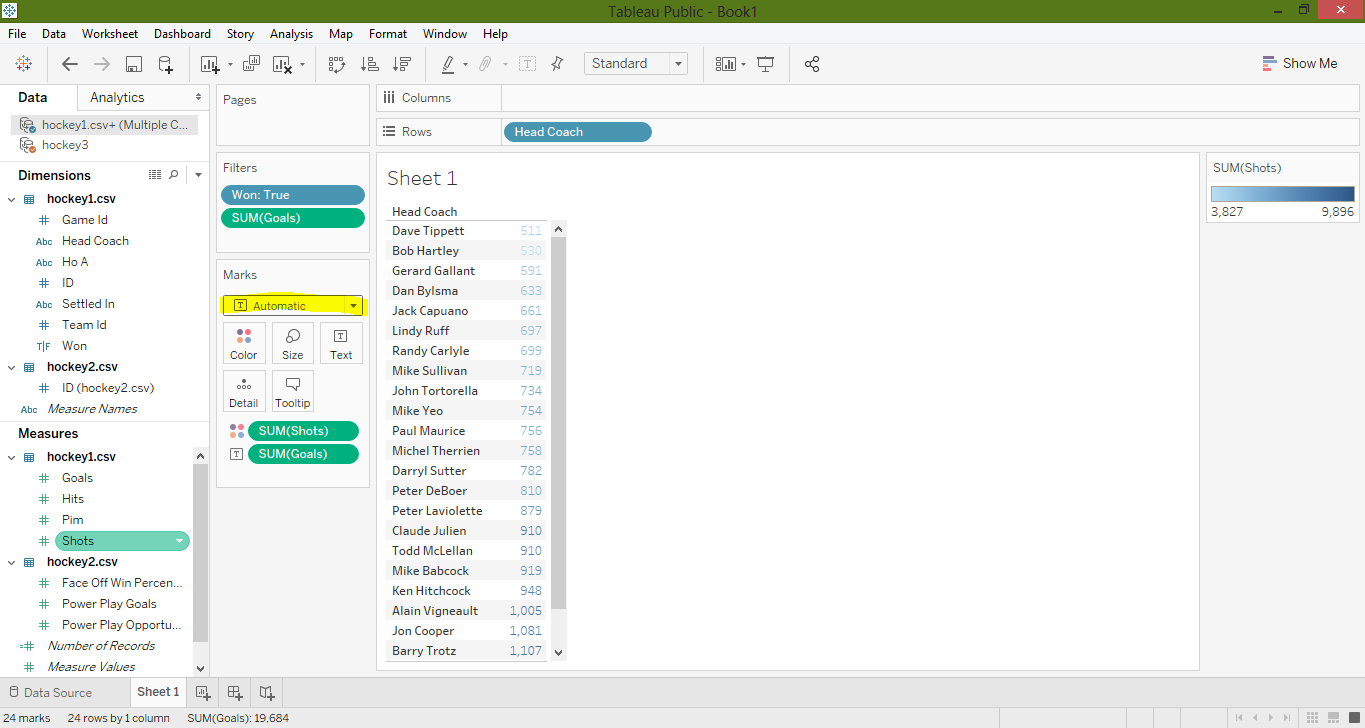 Tableau Public - Book1
File Data Worksheet Dashboard Story Analysis Map Format Window Help
Standard
Show Me
Data Analytics
hockey1.csv+ (Multiple C...
hockey3
Dimensions
hockey1.csv
# Game Id
Abc Head Coach
Abc Ho A
# ID
Abc Settled In
# Team Id
T|F Won
hockey2.csv
# ID (hockey2.csv)
Abc Measure Names
Measures
hockey1.csv
# Goals
# Hits
# Pim
# Shots
hockey2.csv
# Face Off Win Percen...
# Power Play Goals
# Power Play Opportu...
=# Number of Records
# Measure Values
Pages
Filters
Won: True
SUM(Goals)
Marks
T Automatic
Color Size Text
Detail Tooltip
SUM(Shots)
T SUM(Goals)
Columns
Rows Head Coach
Sheet 1
Head Coach
Dave Tippett 511
Bob Hartley 530
Gerard Gallant 591
Dan Bylsma 633
Jack Capuano 661
Lindy Ruff 697
Randy Carlyle 699
Mike Sullivan 719
John Tortorella 734
Mike Yeo 754
Paul Maurice 756
Michel Therrien 758
Darryl Sutter 782
Peter DeBoer 810
Peter Laviolette 879
Claude Julien 910
Todd McLellan 910
Mike Babcock 919
Ken Hitchcock 948
Alain Vigneault 1,005
Jon Cooper 1,081
Barry Trotz 1,107
SUM(Shots)
3,827 9,896
Data Source Sheet 1
24 marks 24 rows by 1 column SUM(Goals): 19,684